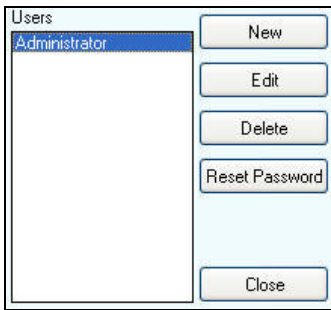 Users
Administrator
New
Edit
Delete
Reset Password
Close